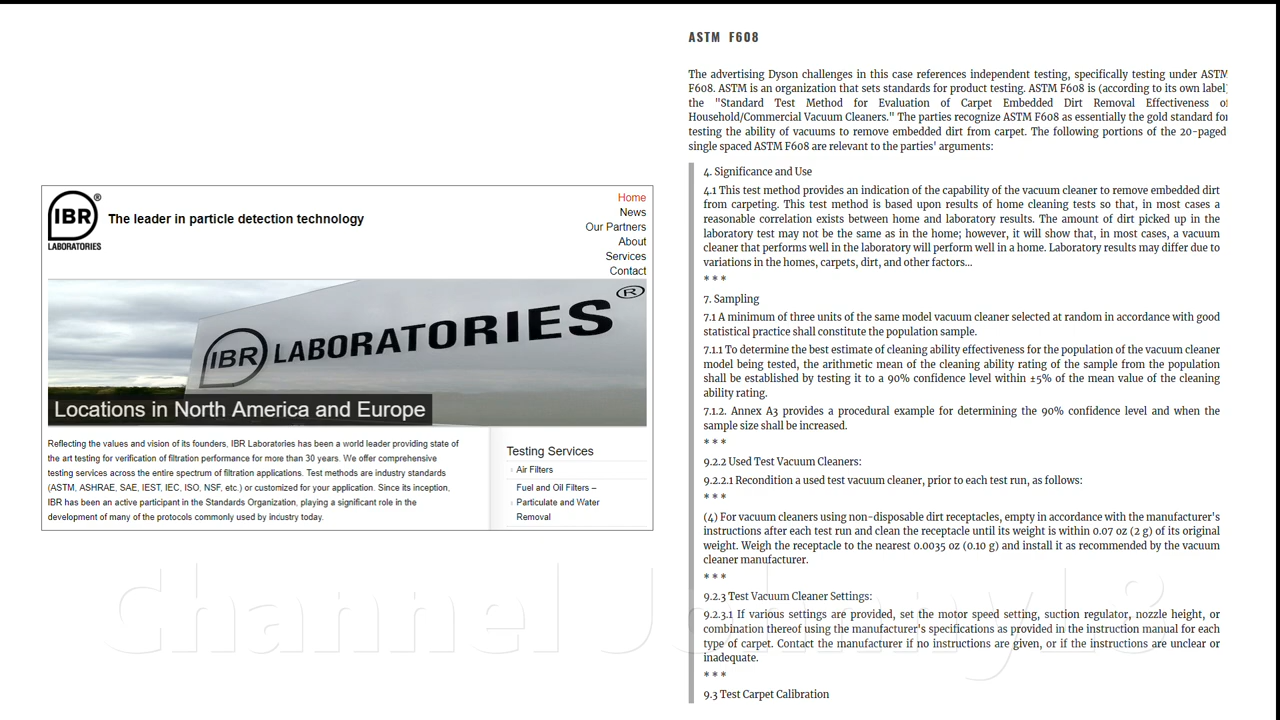 IBR
®
LABORATORIES
The leader in particle detection technology
Home
News
Our Partners
About
Services
Contact
IBR LABORATORIES ®
Locations in North America and Europe
Reflecting the values and vision of its founders, IBR Laboratories has been a world leader providing state of
the art testing for verification of filtration performance for more than 30 years. We offer comprehensive
testing services across the entire spectrum of filtration applications. Test methods are industry standards
(ASTM, ASHRAE, SAE, IEST, IEC, ISO, NSF, etc.) or customized for your application. Since its inception,
IBR has been an active participant in the Standards Organization, playing a significant role in the
development of many of the protocols commonly used by industry today.
Testing Services
Air Filters
Fuel and Oil Filters –
Particulate and Water
Removal
ASTM F608
The advertising Dyson challenges in this case references independent testing, specifically testing under ASTM
F608. ASTM is an organization that sets standards for product testing. ASTM F608 is (according to its own label)
the "Standard Test Method for Evaluation of Carpet Embedded Dirt Removal Effectiveness of
Household/Commercial Vacuum Cleaners." The parties recognize ASTM F608 as essentially the gold standard for
testing the ability of vacuums to remove embedded dirt from carpet. The following portions of the 20-paged
single spaced ASTM F608 are relevant to the parties' arguments:
4. Significance and Use
4.1 This test method provides an indication of the capability of the vacuum cleaner to remove embedded dirt
from carpeting. This test method is based upon results of home cleaning tests so that, in most cases a
reasonable correlation exists between home and laboratory results. The amount of dirt picked up in the
laboratory test may not be the same as in the home; however, it will show that, in most cases, a vacuum
cleaner that performs well in the laboratory will perform well in a home. Laboratory results may differ due to
variations in the homes, carpets, dirt, and other factors...
* * *
7. Sampling
7.1 A minimum of three units of the same model vacuum cleaner selected at random in accordance with good
statistical practice shall constitute the population sample.
7.1.1 To determine the best estimate of cleaning ability effectiveness for the population of the vacuum cleaner
model being tested, the arithmetic mean of the cleaning ability rating of the sample from the population
shall be established by testing it to a 90% confidence level within ±5% of the mean value of the cleaning
ability rating.
7.1.2. Annex A3 provides a procedural example for determining the 90% confidence level and when the
sample size shall be increased.
* * *
9.2.2 Used Test Vacuum Cleaners:
9.2.2.1 Recondition a used test vacuum cleaner, prior to each test run, as follows:
* * *
(4) For vacuum cleaners using non-disposable dirt receptacles, empty in accordance with the manufacturer's
instructions after each test run and clean the receptacle until its weight is within 0.07 oz (2 g) of its original
weight. Weigh the receptacle to the nearest 0.0035 oz (0.10 g) and install it as recommended by the vacuum
cleaner manufacturer.
* * *
9.2.3 Test Vacuum Cleaner Settings:
9.2.3.1 If various settings are provided, set the motor speed setting, suction regulator, nozzle height, or
combination thereof using the manufacturer's specifications as provided in the instruction manual for each
type of carpet. Contact the manufacturer if no instructions are given, or if the instructions are unclear or
inadequate.
* * *
9.3 Test Carpet Calibration